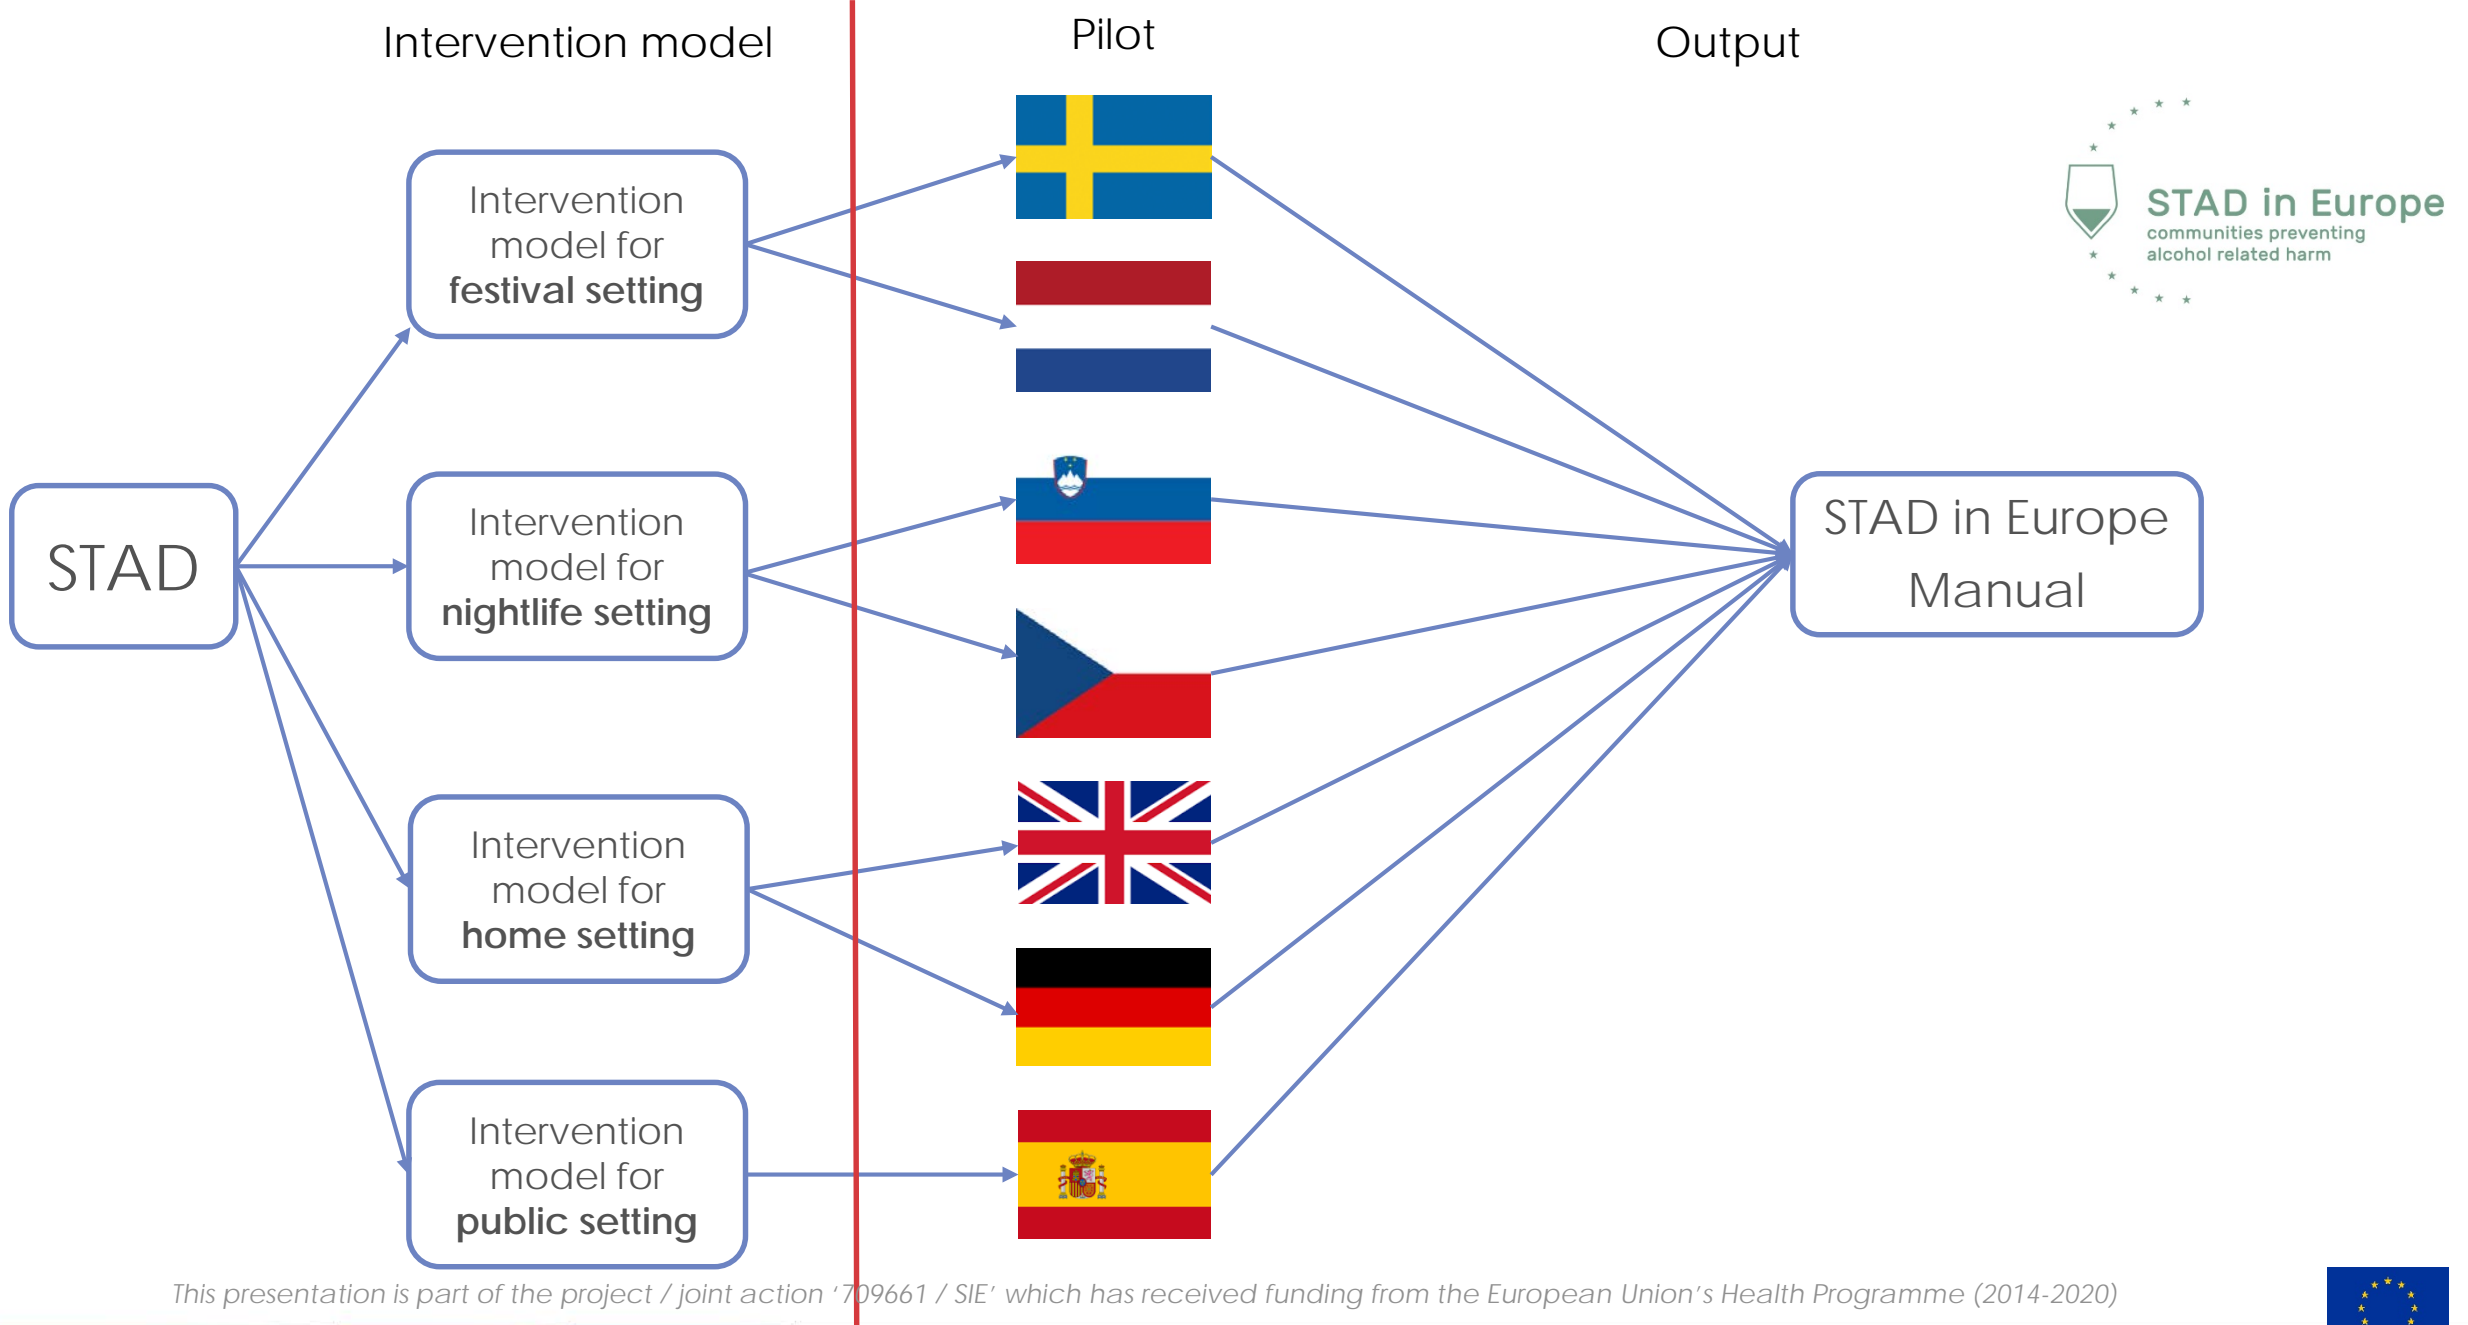 Intervention model
Pilot
Output
STAD in Europe
communities preventing
alcohol related harm
Intervention
model for
festival setting
STAD
Intervention
model for
nightlife setting
STAD in Europe
Manual
Intervention
model for
home setting
Intervention
model for
public setting
This presentation is part of the project / joint action ‘709661 / SIE’ which has received funding from the European Union’s Health Programme (2014-2020)